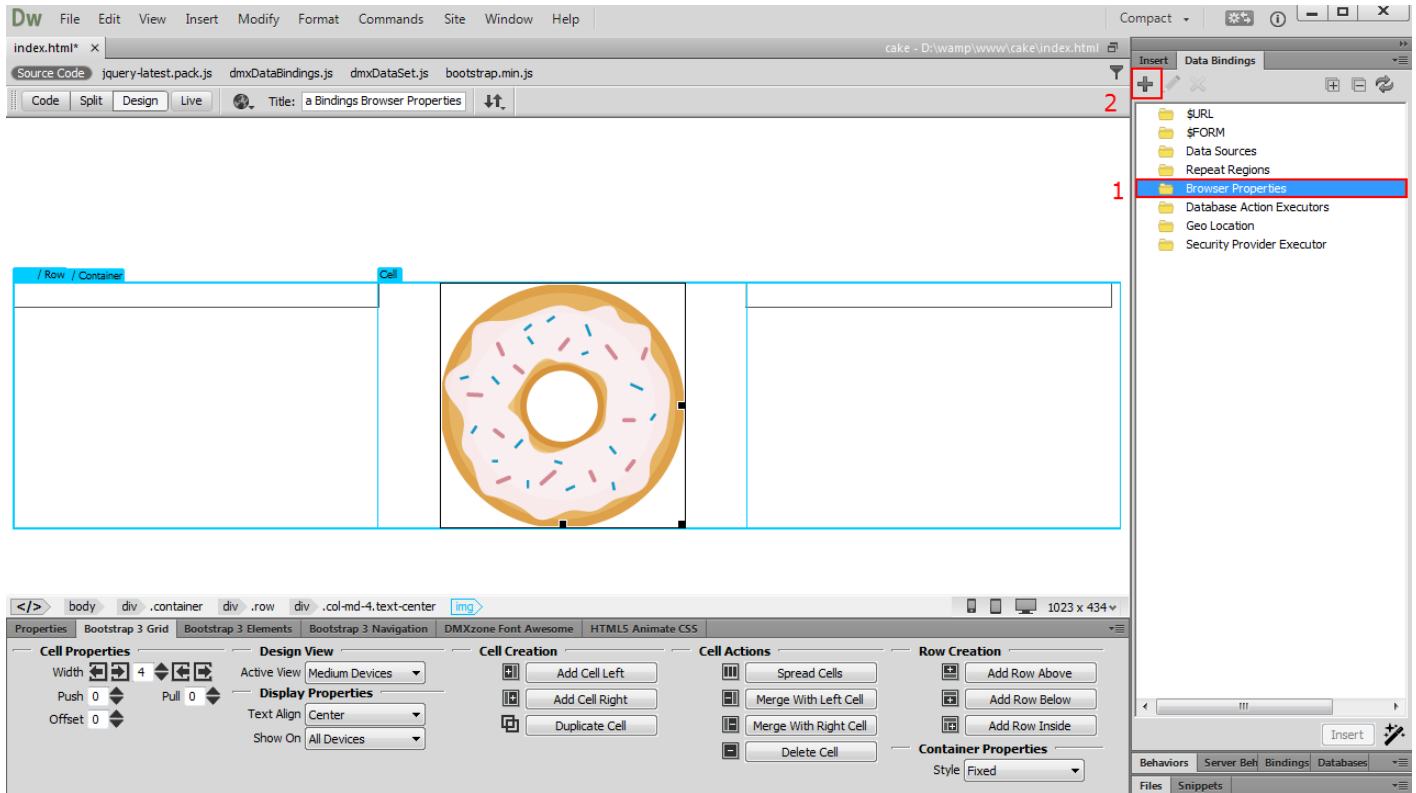 Dw File Edit View Insert Modify Format Commands Site Window Help Compact
index.html* × cake - D:\wamp\www\cake\index.html
Insert Data Bindings
Source Code jquery-latest.pack.js dmxDataBindings.js dmxDataSet.js bootstrap.min.js
Code Split Design Live Title: a Bindings Browser Properties
2
$URL
$FORM
Data Sources
Repeat Regions
1
Browser Properties
Database Action Executors
Geo Location
Security Provider Executor
/ Row / Container Cell
</> body div .container div .row div .col-md-4.text-center img 1023 x 434
Properties Bootstrap 3 Grid Bootstrap 3 Elements Bootstrap 3 Navigation DMXzone Font Awesome HTML5 Animate CSS
Cell Properties Design View Cell Creation Cell Actions Row Creation
Width 4 Active View Medium Devices Add Cell Left Spread Cells Add Row Above
Push 0 Pull 0 Display Properties Add Cell Right Merge With Left Cell Add Row Below
Offset 0 Text Align Center Duplicate Cell Merge With Right Cell Add Row Inside
Show On All Devices Delete Cell Container Properties
Style Fixed
Insert
Behaviors Server Beh Bindings Databases
Files Snippets